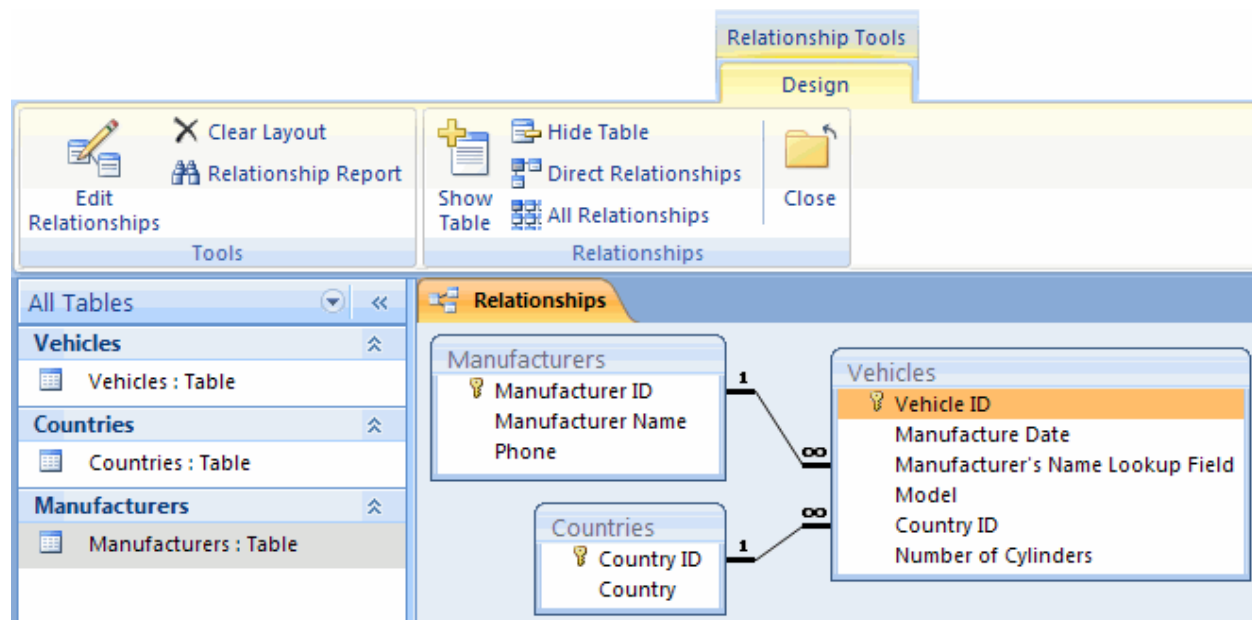 Relationship Tools
Design
Clear Layout
Relationship Report
Edit
Relationships
Tools
Show
Table
Hide Table
Direct Relationships
All Relationships
Close
Relationships
All Tables
Vehicles
Vehicles : Table
Countries
Countries : Table
Manufacturers
Manufacturers : Table
Relationships
Manufacturers
Manufacturer ID
Manufacturer Name
Phone
1
∞
Vehicles
Vehicle ID
Manufacture Date
Manufacturer's Name Lookup Field
Model
Country ID
Number of Cylinders
Countries
Country ID
Country
1
∞